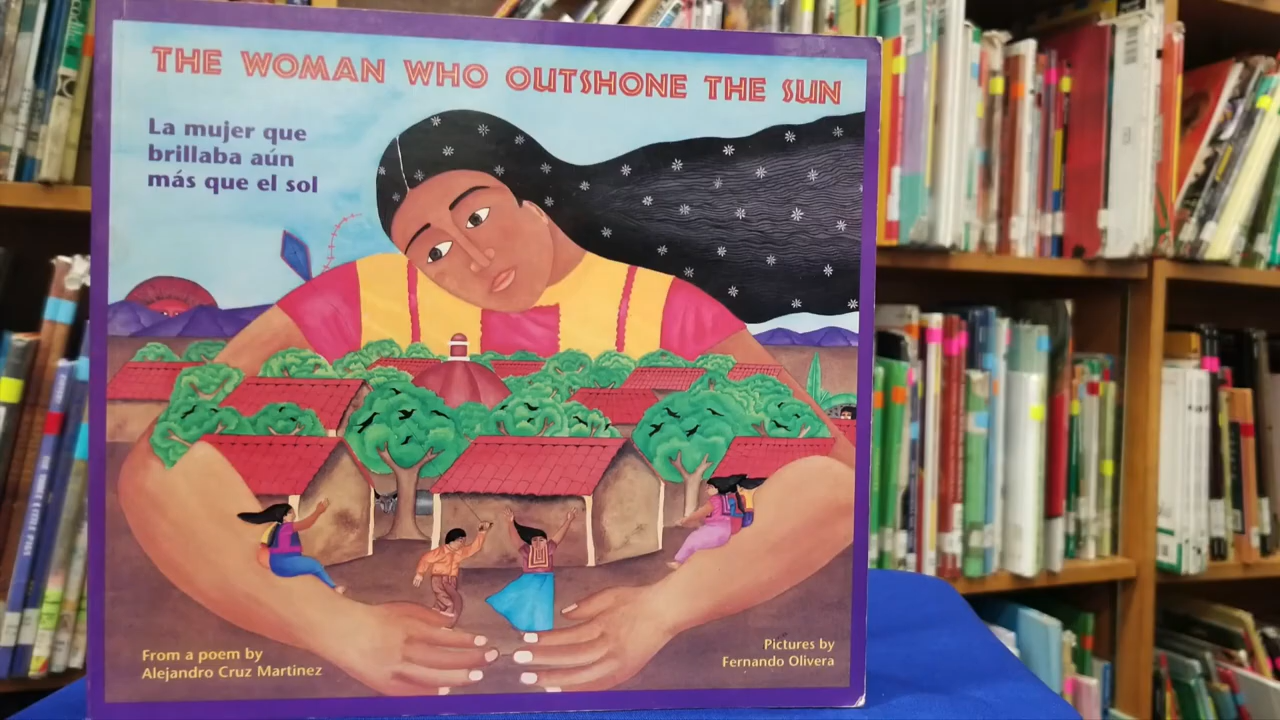 THE WOMAN WHO OUTSHONE THE SUN
La mujer que
brillaba aún
más que el sol
From a poem by
Alejandro Cruz Martinez
Pictures by
Fernando Olivera